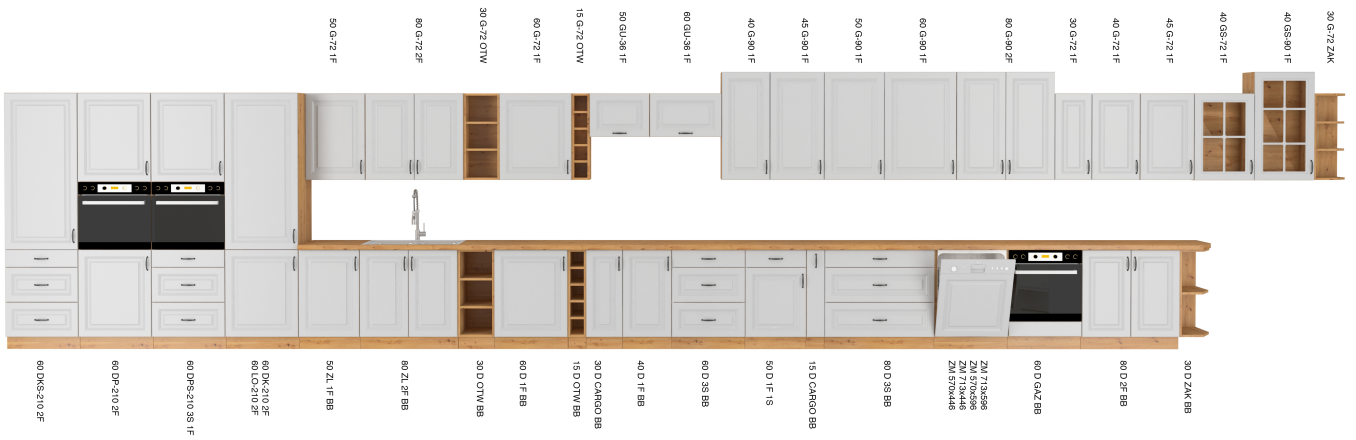 50 G-72 1F
80 G-72 2F
30 G-72 OTW
60 G-72 1F
15 G-72 OTW
50 GU-36 1F
60 GU-36 2F
40 G-90 1F
45 G-90 1F
50 G-90 1F
60 G-90 1F
80 G-90 2F
30 G-72 1F
40 G-72 1F
45 G-72 1F
40 GS-72 1F
40 GS-90 1F
30 G-72 ZAK
60 DKS-210 2F
60 DP-210 2F
60 DPS-210 3S 1F
60 DK-210 2F
60 LO-210 2F
50 ZL 1F BB
80 ZL 2F BB
30 D OTW BB
60 D 1F BB
15 D OTW BB
30 D CARGO BB
40 D 1F BB
60 D 3S BB
50 D 1F 1S
15 D CARGO BB
80 D 3S BB
ZM 713x596
ZM 570x596
ZM 713x446
ZM 570x446
60 D GAZ BB
80 D 2F BB
30 D ZAK BB